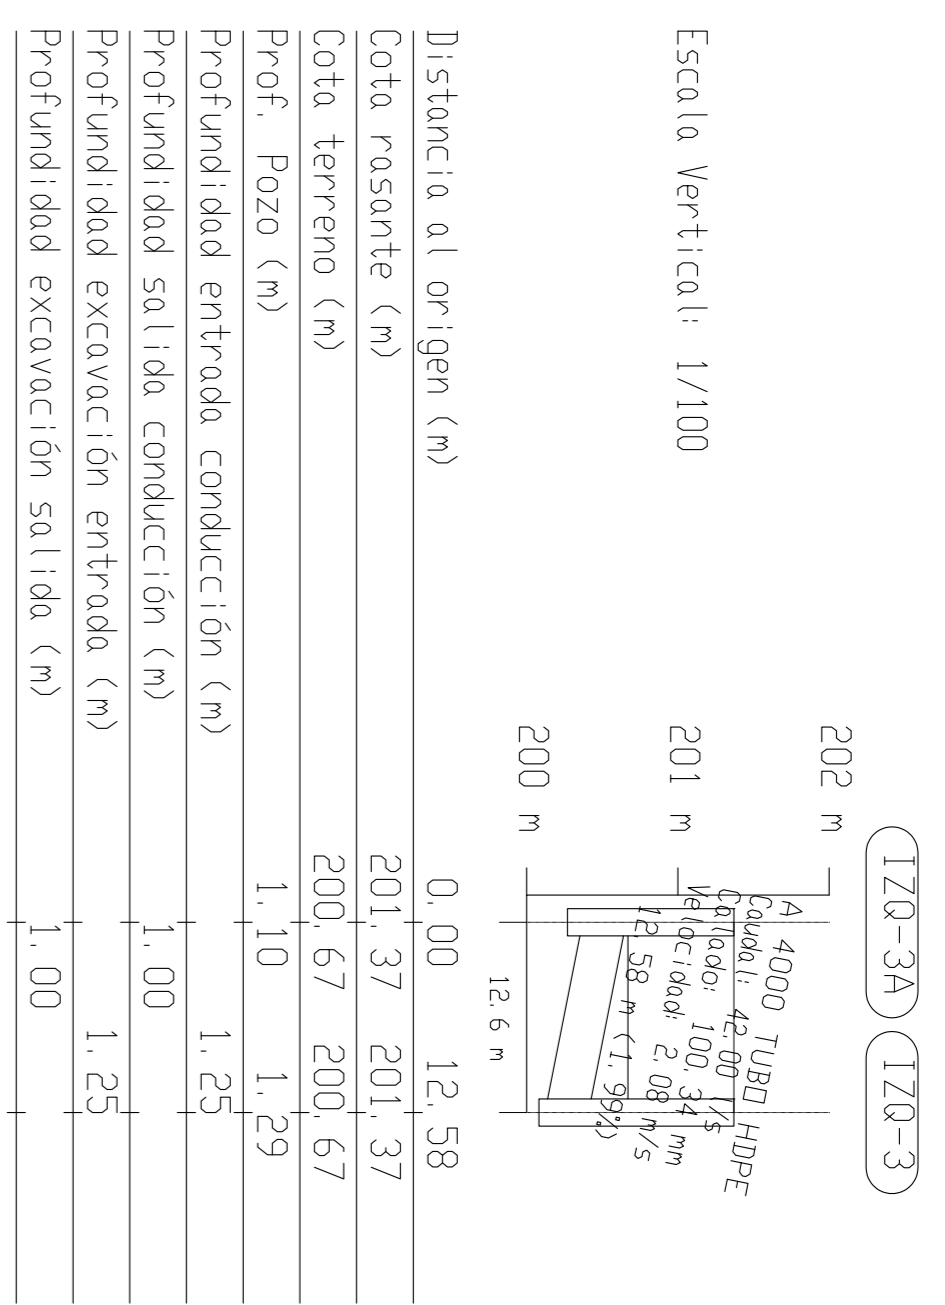 IZQ-3A IZQ-3
202 m
201 m
200 m
Escala Vertical: 1/100
A 4000 TUBO HDPE
Caudal: 42.00 l/s
Calado: 100.34 mm
Velocidad: 2.08 m/s
12.58 m (1.99%)
12.6 m
Distancia al origen (m) 0.00 12.58
Cota rasante (m) 201.37 201.37
Cota terreno (m) 200.67 200.67
Prof. Pozo (m) 1.10 1.29
Profundidad entrada conducción (m) 1.25
Profundidad salida conducción (m) 1.00
Profundidad excavación entrada (m) 1.25
Profundidad excavación salida (m) 1.00